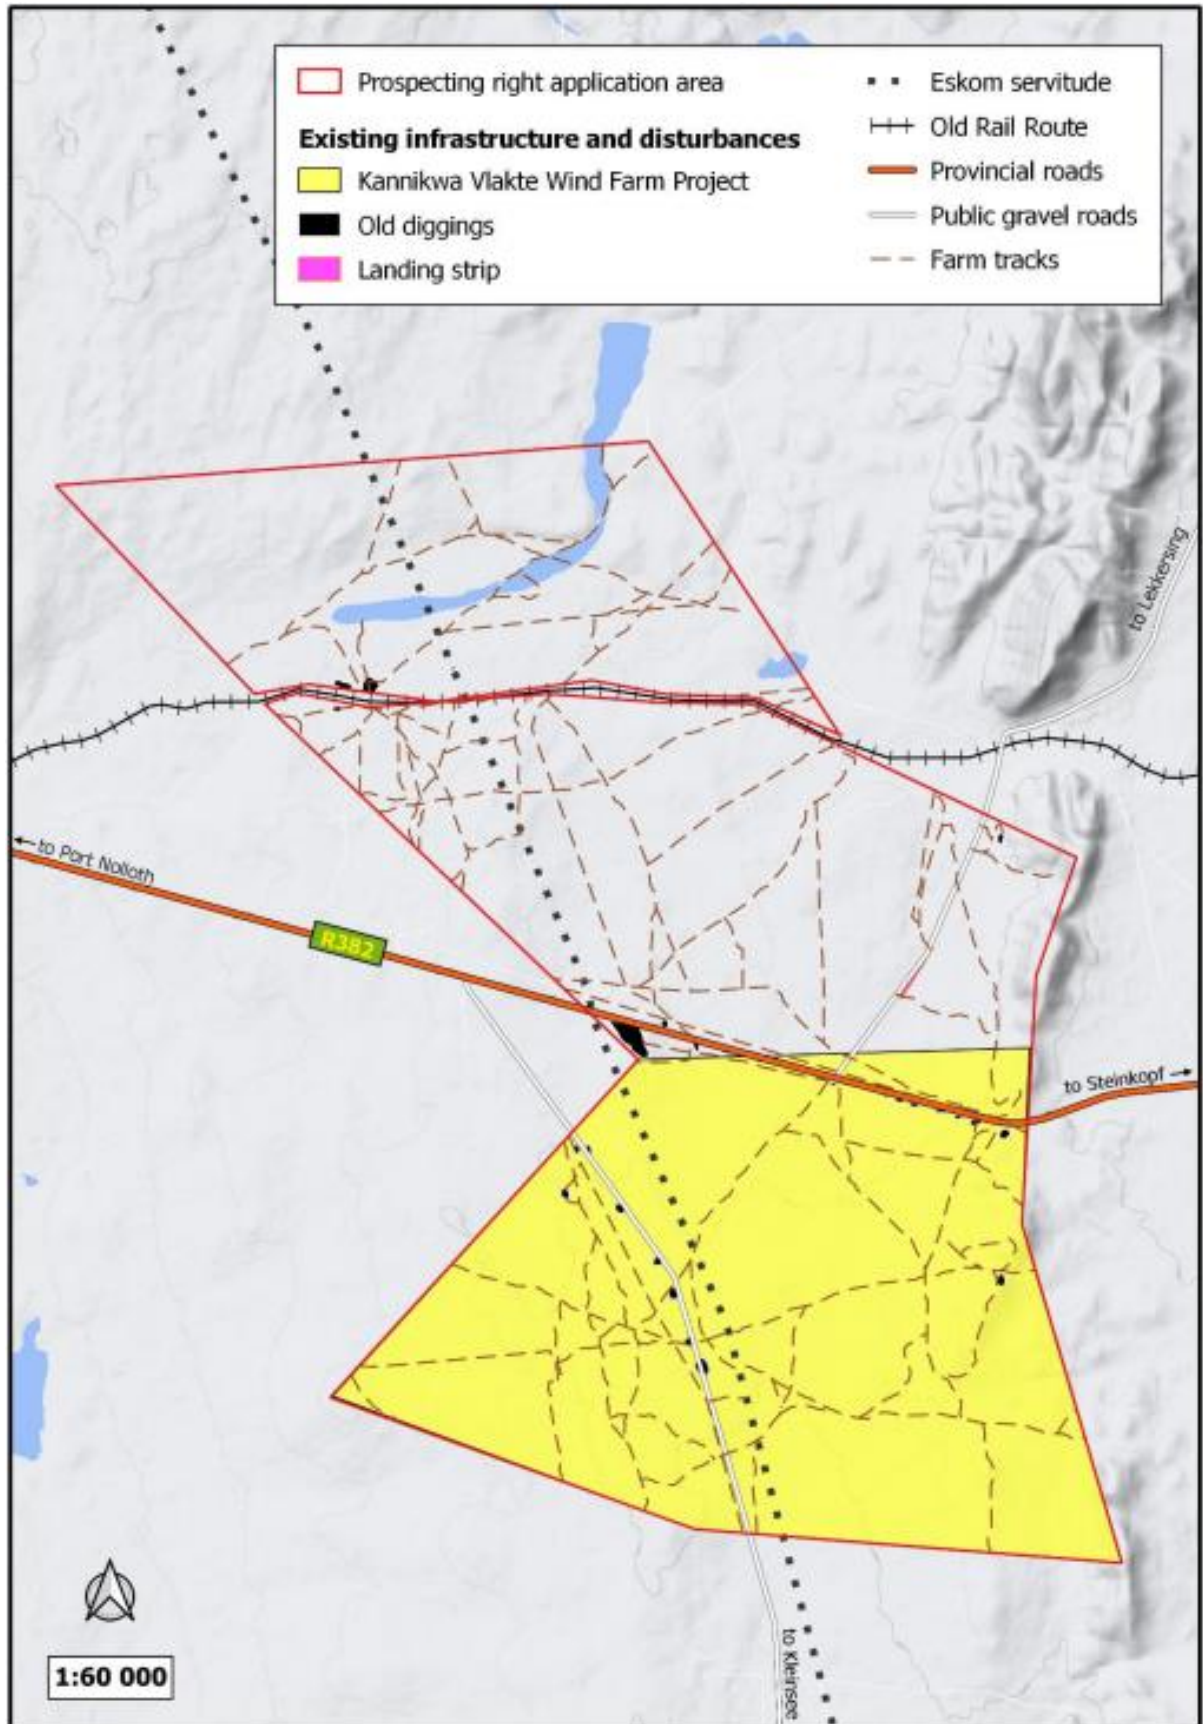 Prospecting right application area
Existing infrastructure and disturbances
Kannikwa Vlakte Wind Farm Project
Old diggings
Landing strip
Eskom servitude
Old Rail Route
Provincial roads
Public gravel roads
Farm tracks
to Lekkersing
to Port Nolloth
R382
to Steinkopf
to Kleinsee
1:60 000